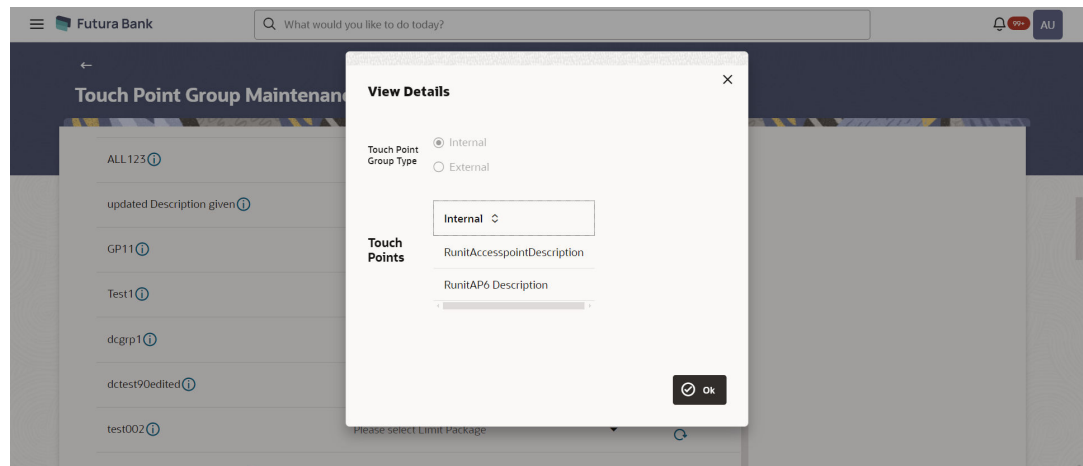 Futura Bank
What would you like to do today?
99+
AU
Touch Point Group Maintenan
View Details
Touch Point
Group Type
Internal
External
Touch
Points
Internal
RunitAccesspointDescription
RunitAP6 Description
Ok
ALL123
updated Description given
GP11
Test1
dcgrp1
dctest90edited
test002
Please select Limit Package